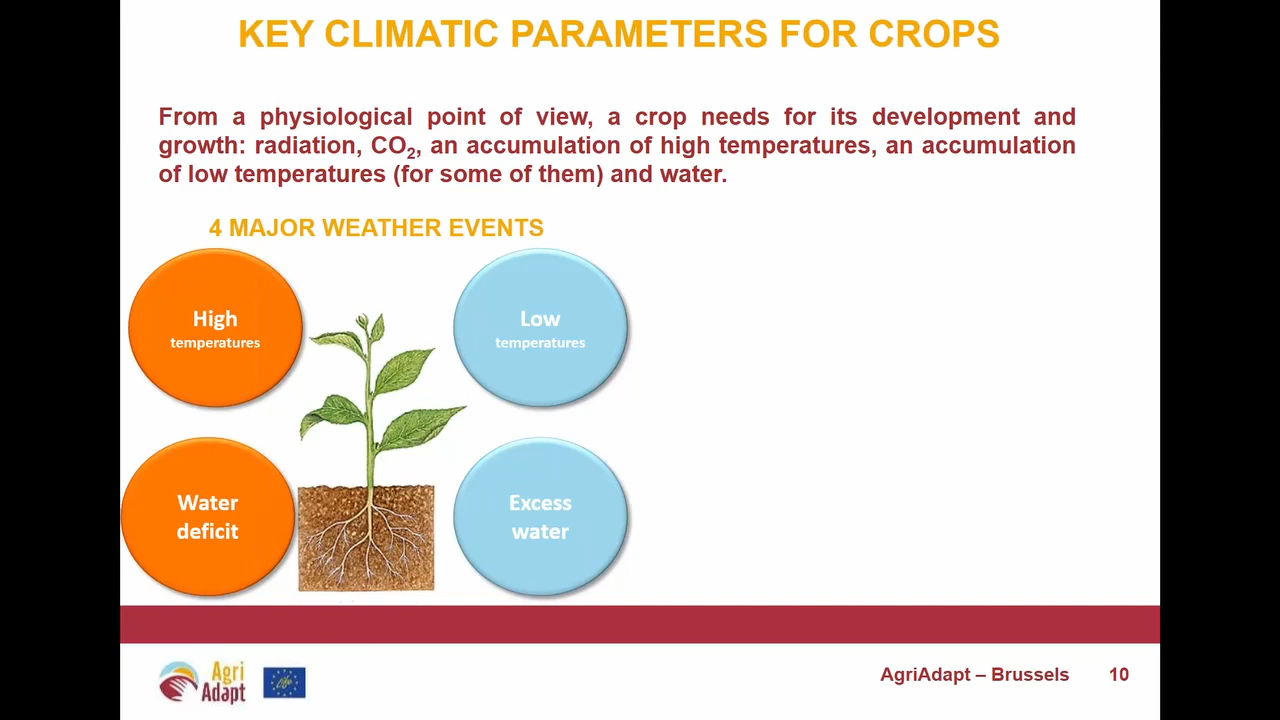 KEY CLIMATIC PARAMETERS FOR CROPS
From a physiological point of view, a crop needs for its development and
growth: radiation, CO₂, an accumulation of high temperatures, an accumulation
of low temperatures (for some of them) and water.
4 MAJOR WEATHER EVENTS
High
temperatures
Low
temperatures
Water
deficit
Excess
water
Agri
Adapt
AgriAdapt – Brussels
10